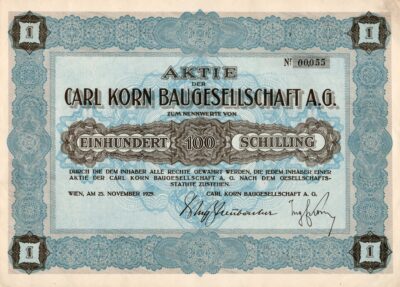 1 1
Nº 00055
AKTIE
DER
CARL KORN BAUGESELLSCHAFT A.G.
ZUM NENNWERTE VON
EINHUNDERT 100 SCHILLING
DURCH DIE DEM INHABER ALLE RECHTE GEWÄHRT WERDEN, DIE JEDEM INHABER EINER
AKTIE DER CARL KORN BAUGESELLSCHAFT A. G. NACH DEM GESELLSCHAFTS-
STATUTE ZUSTEHEN.
WIEN, AM 25. NOVEMBER 1925. CARL KORN BAUGESELLSCHAFT A. G.
1 1